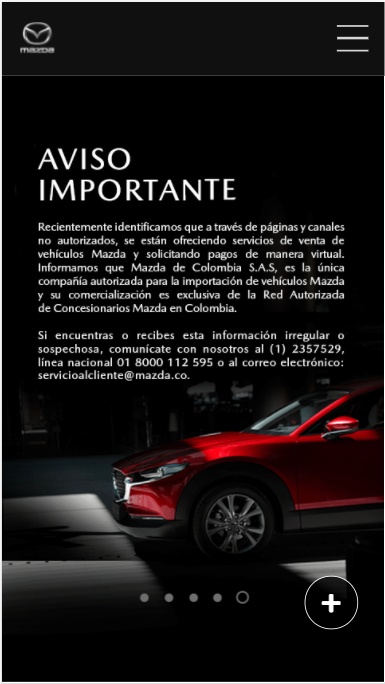 mazda
AVISO
IMPORTANTE
Recientemente identificamos que a través de páginas y canales
no autorizados, se están ofreciendo servicios de venta de
vehículos Mazda y solicitando pagos de manera virtual.
Informamos que Mazda de Colombia S.A.S, es la única
compañía autorizada para la importación de vehículos Mazda
y su comercialización es exclusiva de la Red Autorizada
de Concesionarios Mazda en Colombia.
Si encuentras o recibes esta información irregular o
sospechosa, comunícate con nosotros al (1) 2357529,
línea nacional 01 8000 112 595 o al correo electrónico:
servicioalcliente@mazda.co.